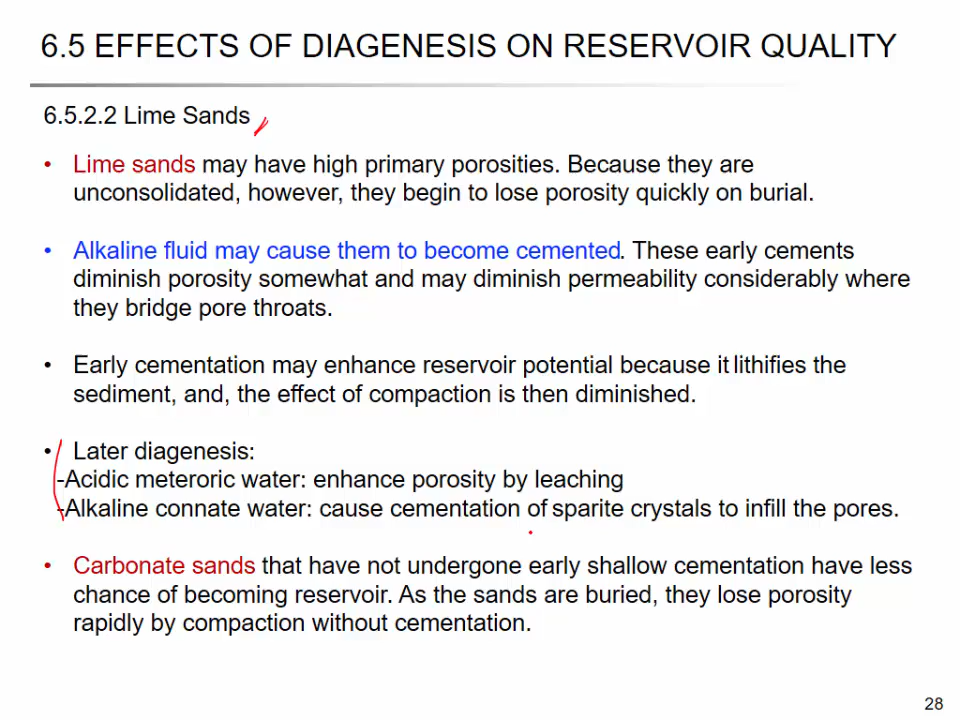 6.5 EFFECTS OF DIAGENESIS ON RESERVOIR QUALITY
6.5.2.2 Lime Sands
• Lime sands may have high primary porosities. Because they are
unconsolidated, however, they begin to lose porosity quickly on burial.
• Alkaline fluid may cause them to become cemented. These early cements
diminish porosity somewhat and may diminish permeability considerably where
they bridge pore throats.
• Early cementation may enhance reservoir potential because it lithifies the
sediment, and, the effect of compaction is then diminished.
• Later diagenesis:
-Acidic meteroric water: enhance porosity by leaching
-Alkaline connate water: cause cementation of sparite crystals to infill the pores.
• Carbonate sands that have not undergone early shallow cementation have less
chance of becoming reservoir. As the sands are buried, they lose porosity
rapidly by compaction without cementation.
28